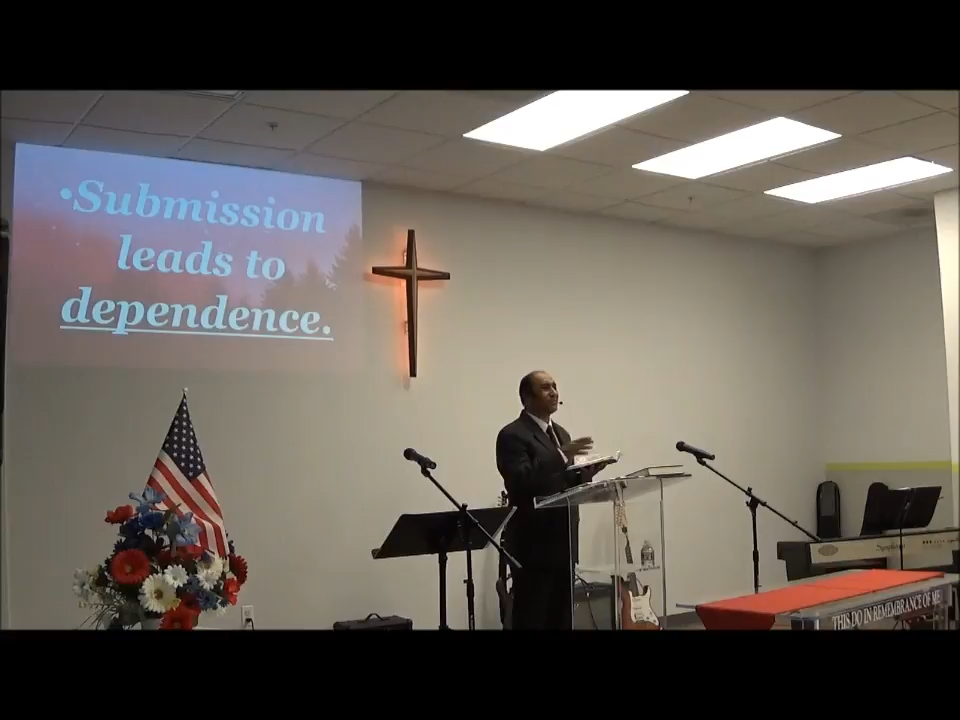 •Submission
leads to
dependence.
THIS DO IN REMEMBRANCE OF ME